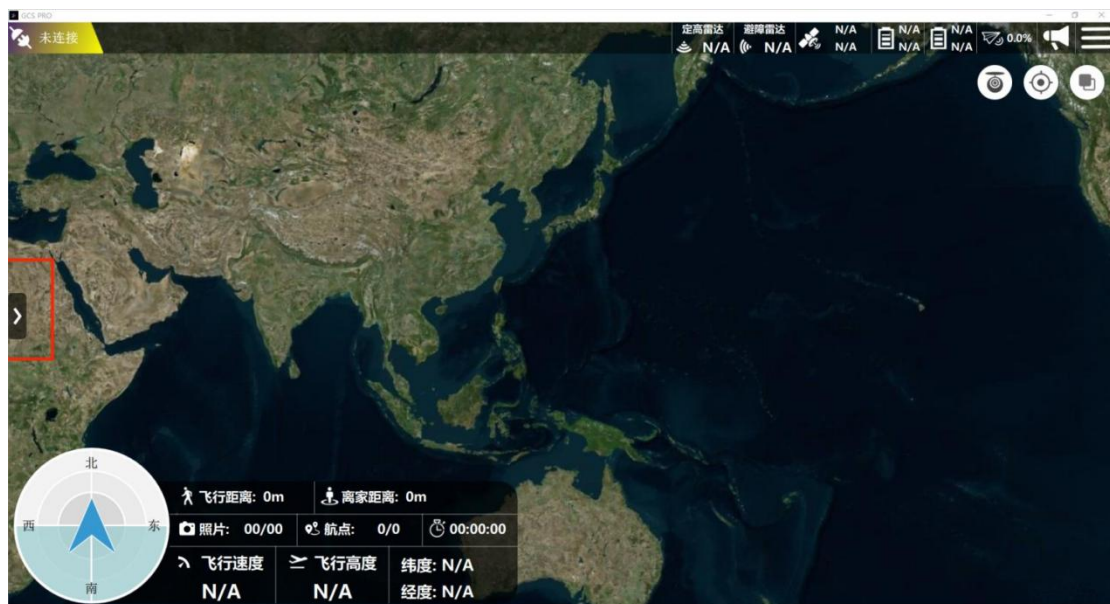 GCS PRO
未连接
定高雷达 避障雷达 N/A N/A N/A 0.0%
N/A N/A N/A N/A N/A
北
西 东
南
飞行距离: 0m 离家距离: 0m
照片: 00/00 航点: 0/0 00:00:00
飞行速度 飞行高度 纬度: N/A
N/A N/A 经度: N/A